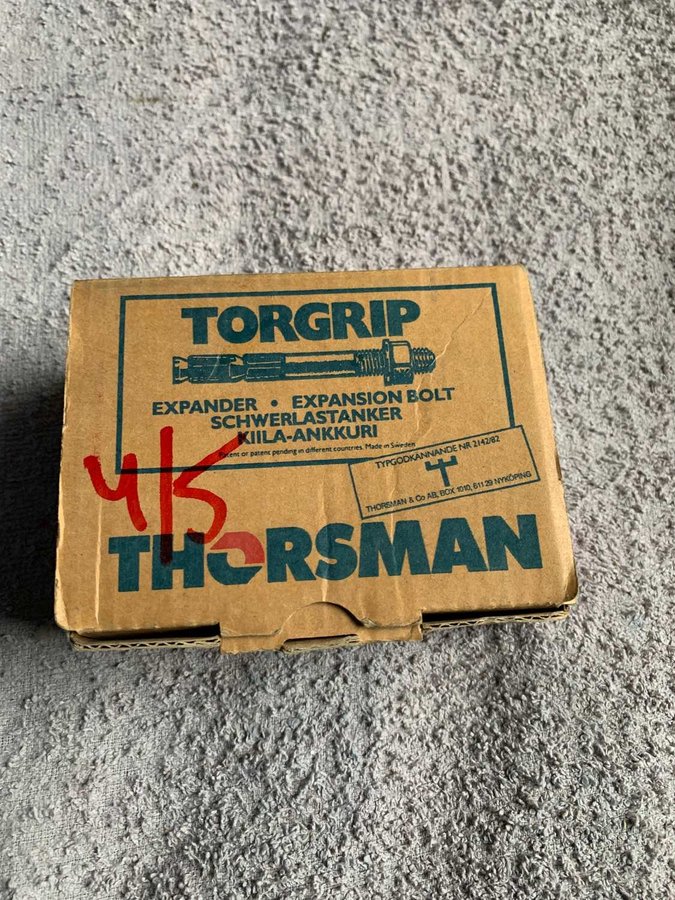 TORGRIP
EXPANDER • EXPANSION BOLT
SCHWERLASTANKER
KIILA-ANKKURI
Patent or patents pending in different countries. Made in Sweden
TYPGODKÄNNANDE NR 2142/82
THORSMAN & Co AB, BOX 1010, 611 29 NYKÖPING
4/5
THORSMAN